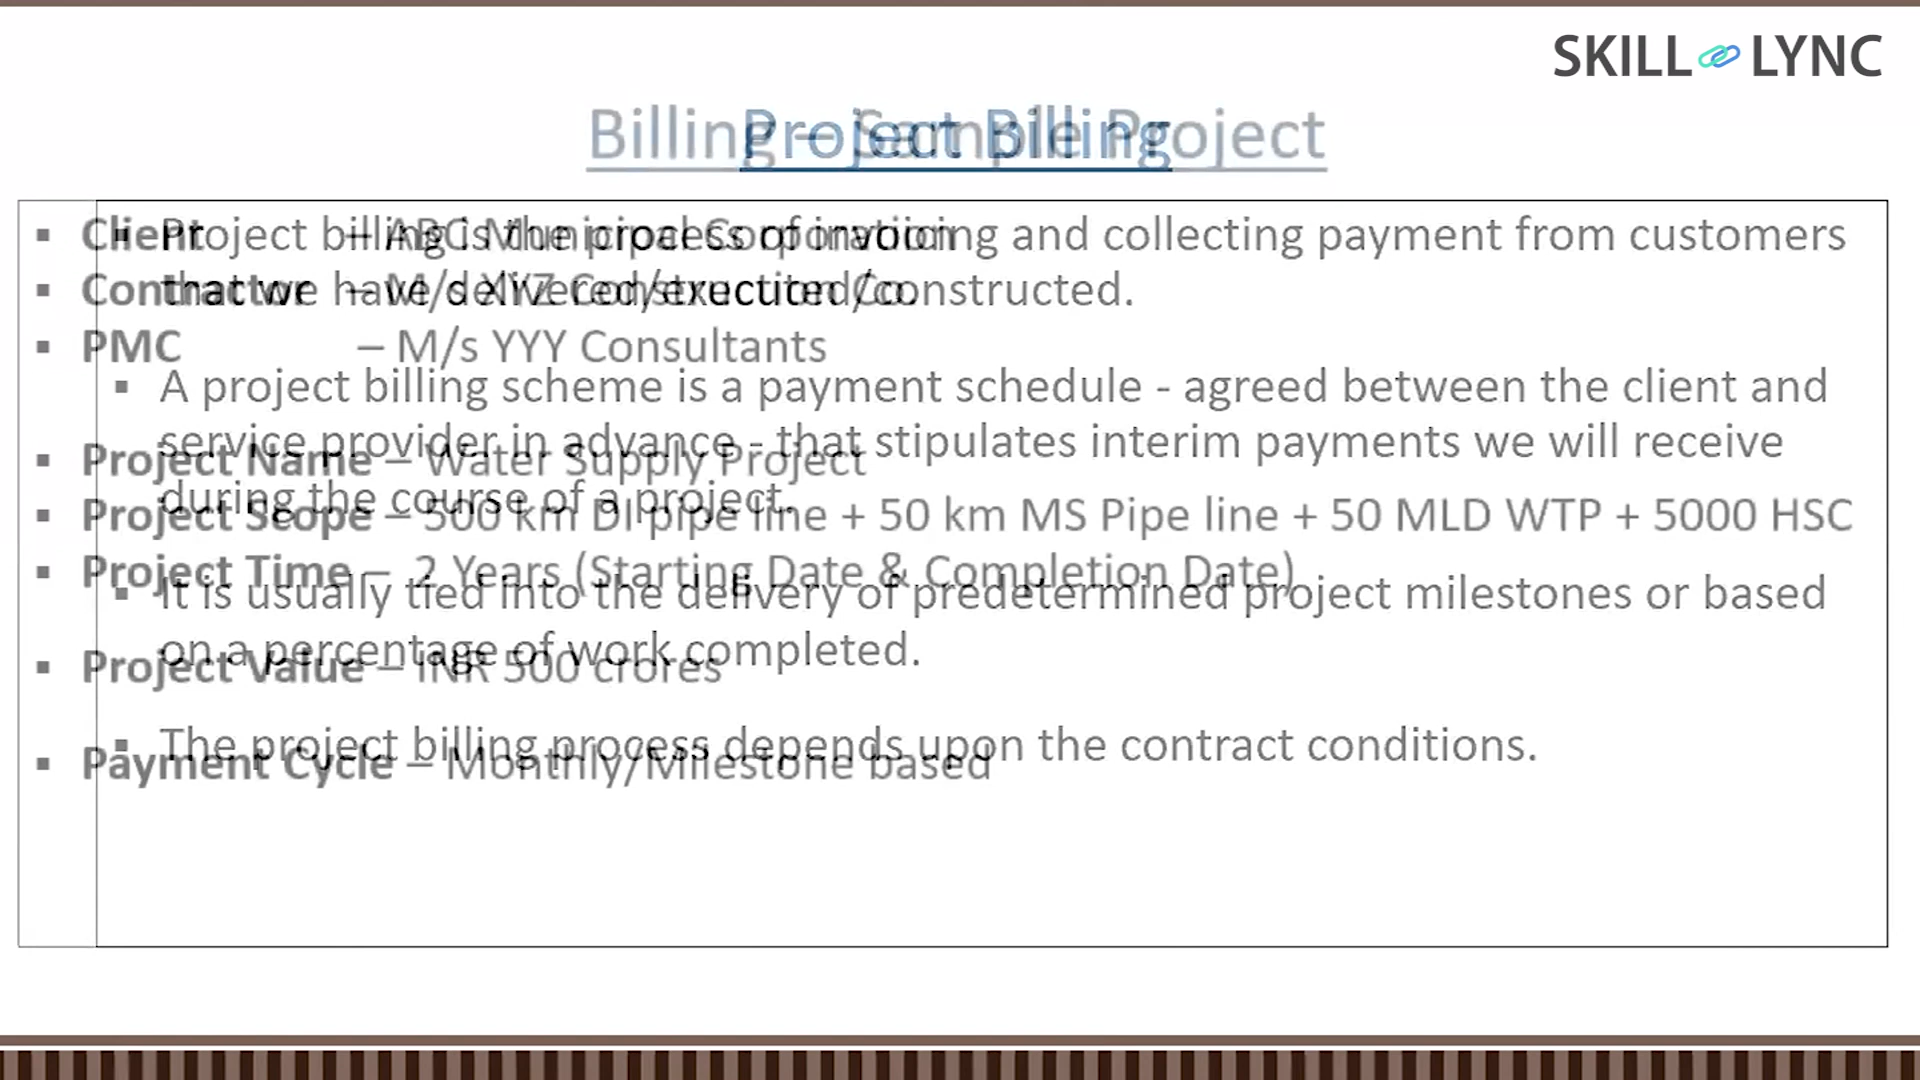 SKILL LYNC
Project Billing
▪ Project billing is the process of invoicing and collecting payment from customers
that we have delivered/executed/constructed.
▪ A project billing scheme is a payment schedule - agreed between the client and
service provider in advance - that stipulates interim payments we will receive
during the course of a project.
▪ It is usually tied into the delivery of predetermined project milestones or based
on a percentage of work completed.
▪ The project billing process depends upon the contract conditions.
Billing – Sample Project
▪ Client – ABC Municipal Corporation
▪ Contractor – M/s XYZ Construction Co.
▪ PMC – M/s YYY Consultants
▪ Project Name – Water Supply Project
▪ Project Scope – 500 km DI pipe line + 50 km MS Pipe line + 50 MLD WTP + 5000 HSC
▪ Project Time – 2 Years (Starting Date & Completion Date)
▪ Project Value – INR 500 crores
▪ Payment Cycle – Monthly/Milestone based